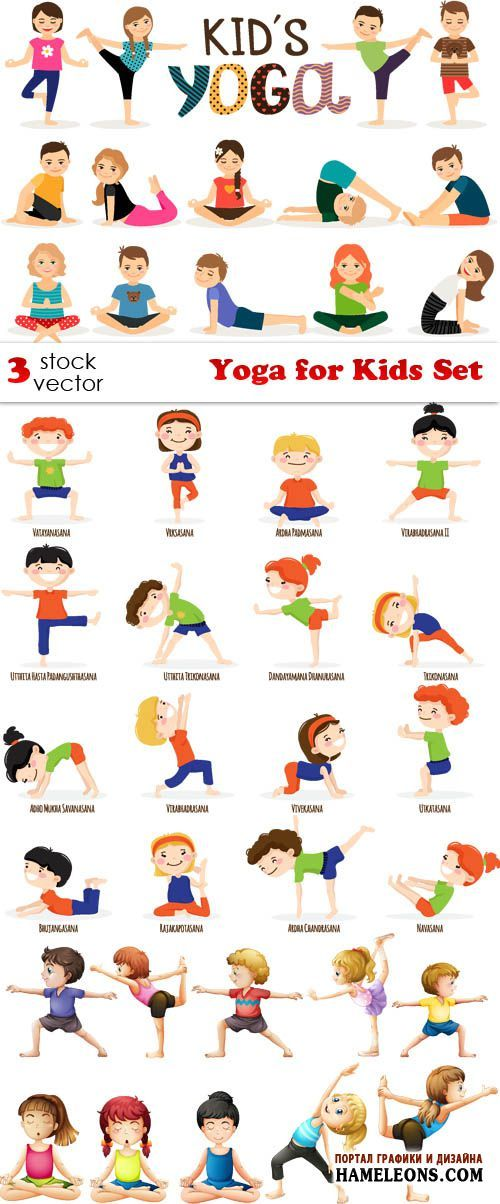 KID'S
YOGA
3 stock
vector
Yoga for Kids Set
Vatayanasana
Vrksasana
Ardha Padmasana
Virabhadrasana II
Utthita Hasta Padangushthasana
Utthita Trikonasana
Dandayamana Dhanurasana
Trikonasana
Adho Mukha Savanasana
Virabhadrasana
Vivekasana
Utkatasana
Bhujangasana
Rajakapotasana
Ardha Chandrasana
Navasana
ПОРТАЛ ГРАФИКИ И ДИЗАЙНА
HAMELEONS.COM